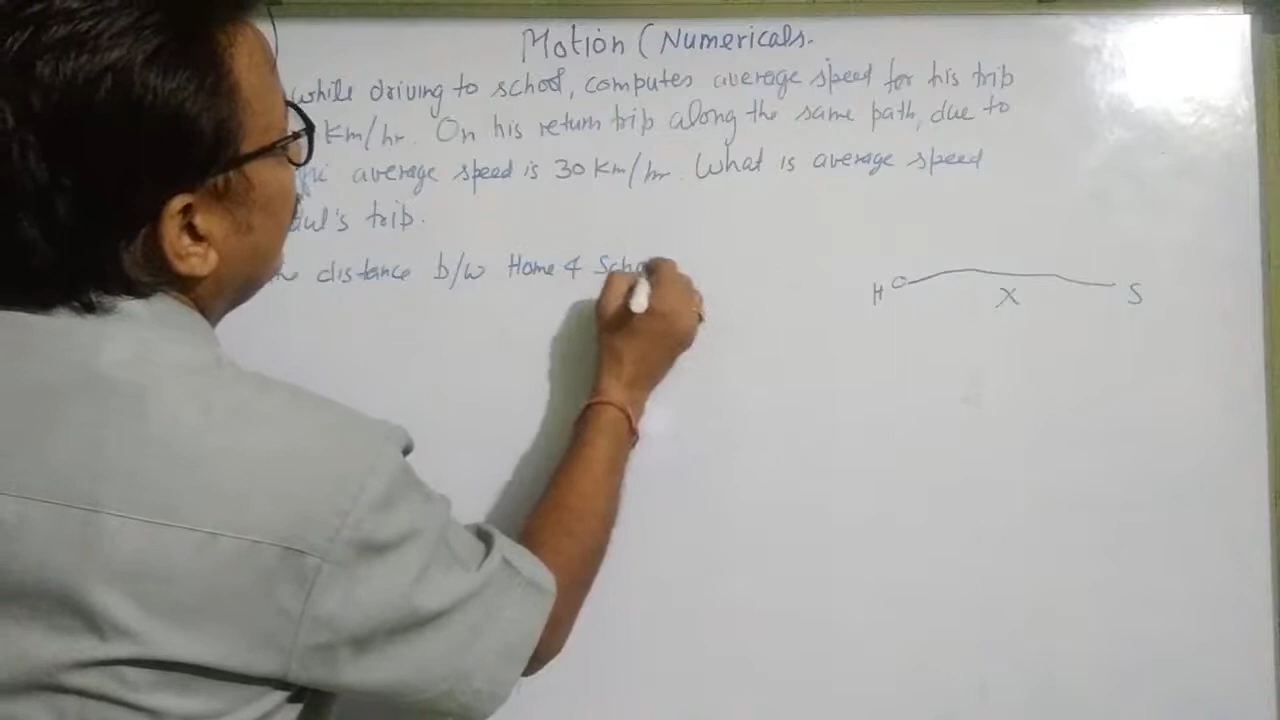 Motion (Numericals.
while driving to school, computes average speed for his trip
km/hr. On his return trip along the same path, due to
average speed is 30 km/hr. What is average speed
dul's trip.
distance b/w Home & Scho
H X S